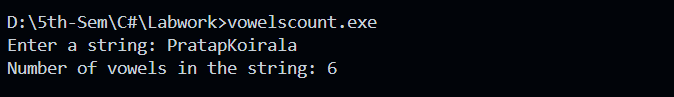 D:\5th-Sem\C#\Labwork>vowelscount.exe
Enter a string: PratapKoirala
Number of vowels in the string: 6